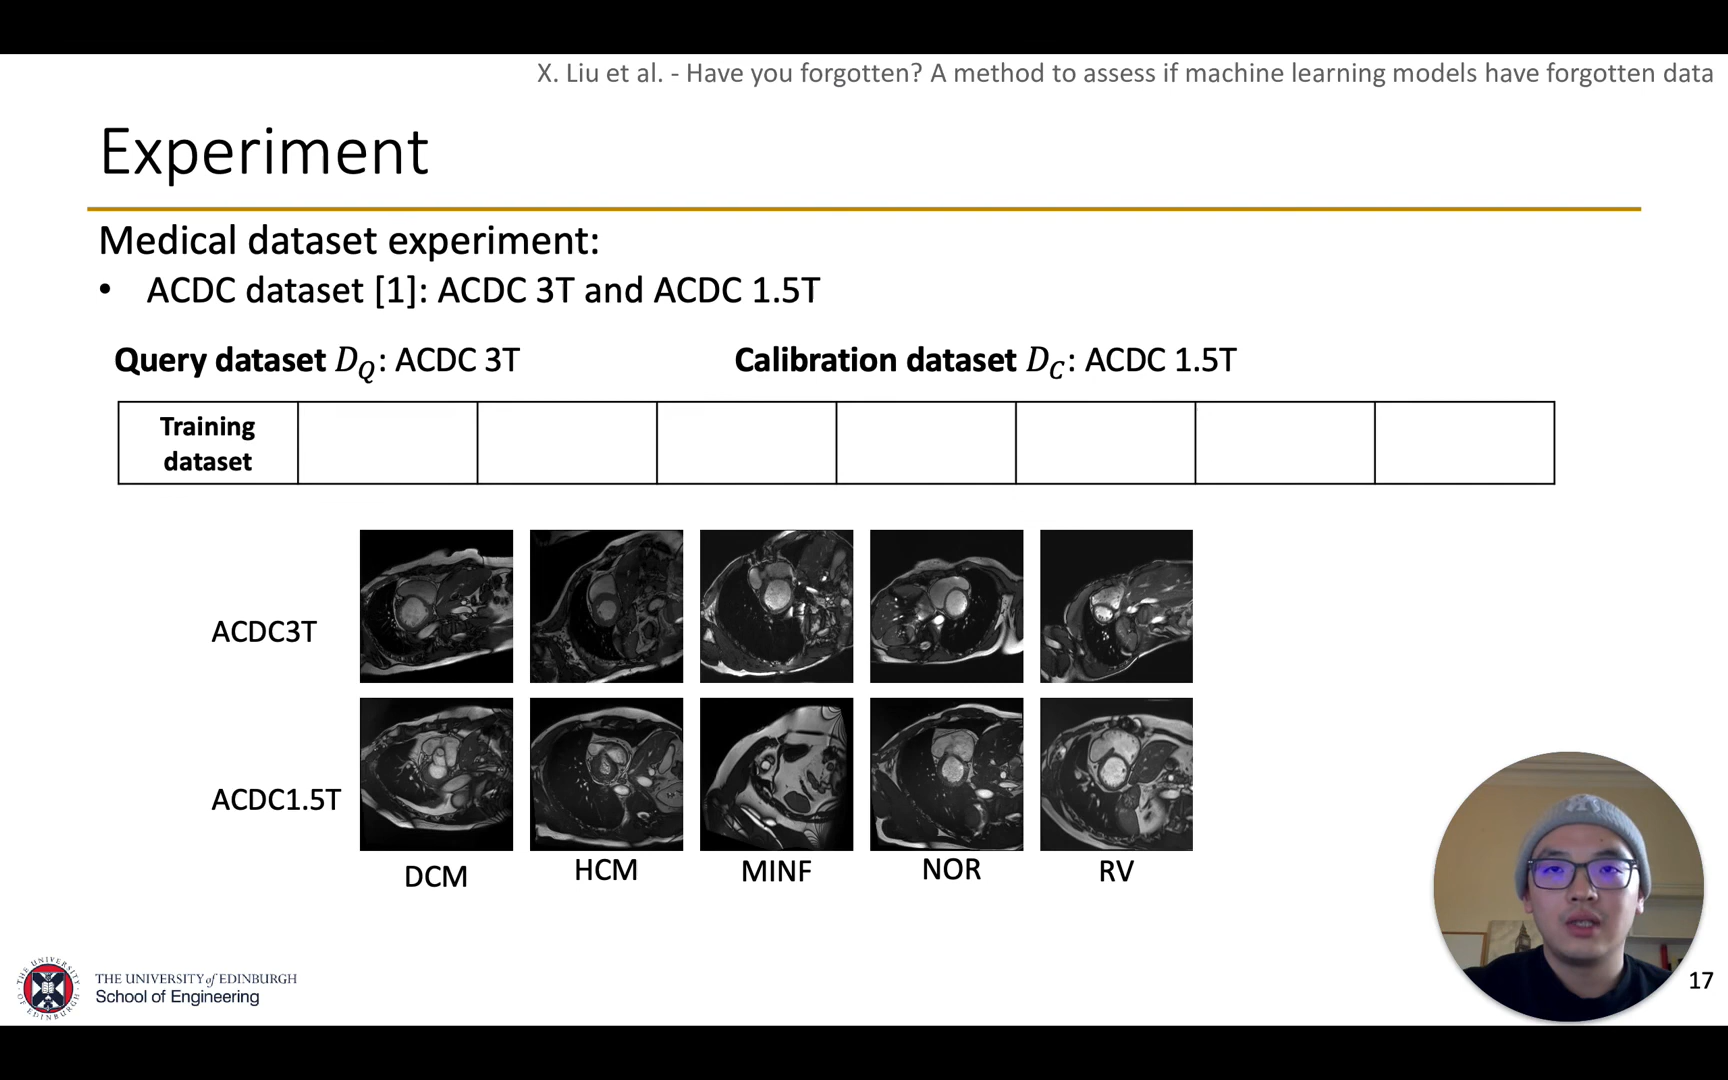 X. Liu et al. - Have you forgotten? A method to assess if machine learning models have forgotten data
Experiment
Medical dataset experiment:
• ACDC dataset [1]: ACDC 3T and ACDC 1.5T
Query dataset D_Q: ACDC 3T
Calibration dataset D_C: ACDC 1.5T
Training
dataset
ACDC3T
ACDC1.5T
DCM
HCM
MINF
NOR
RV
THE UNIVERSITY of EDINBURGH
School of Engineering
17